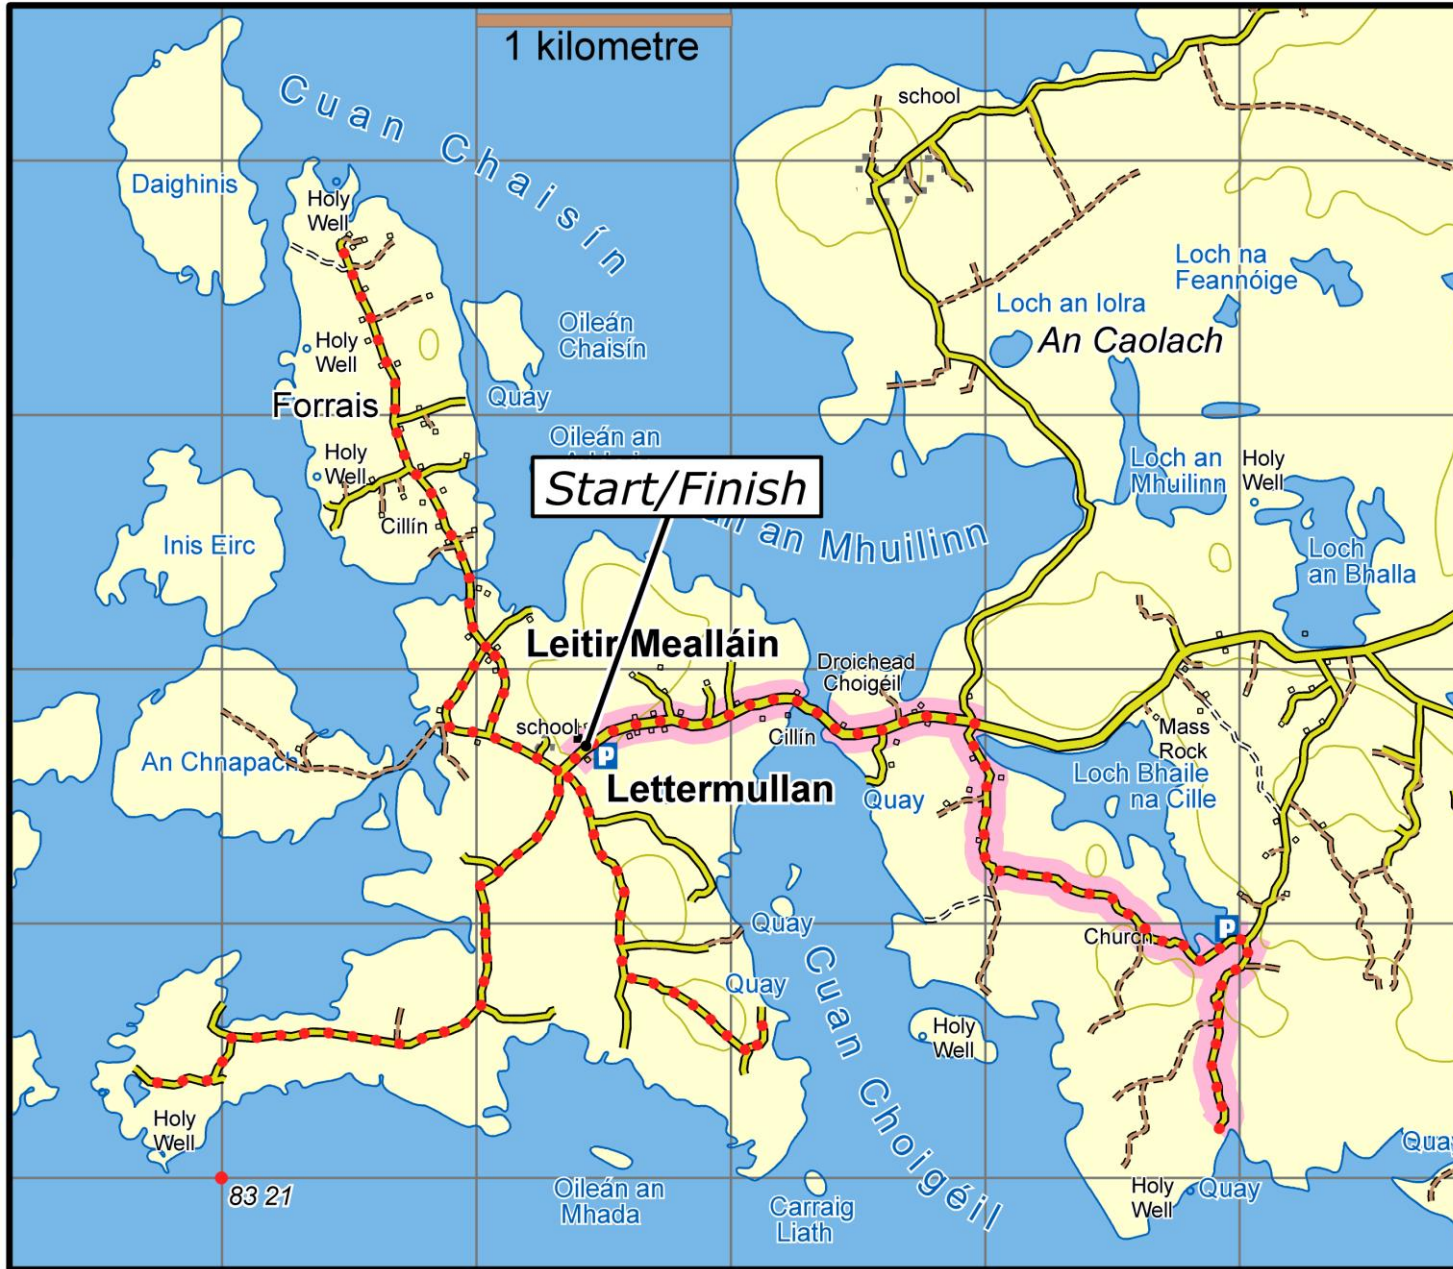 1 kilometre
Cuan Chaisín
school
Daighinis
Holy
Well
Loch na
Feannóige
Loch an Iolra
An Caolach
Oileán
Chaisín
Holy
Well
Forrais
Quay
Oileán an
Holy
Well
Loch an
Mhuilinn
Holy
Well
Start/Finish
an Mhuilinn
Cillín
Inis Eirc
Loch
an Bhalla
Leitir Mealláin
Droichead
Choigéil
school
Cillín
Mass
Rock
An Chnapach
P
Lettermullan
Quay
Loch Bhaile
na Cille
Quay
Church
P
Quay
Cuan Choigéil
Holy
Well
Holy
Well
Quay
83 21
Oileán an
Mhada
Carraig
Liath
Holy
Well
Quay